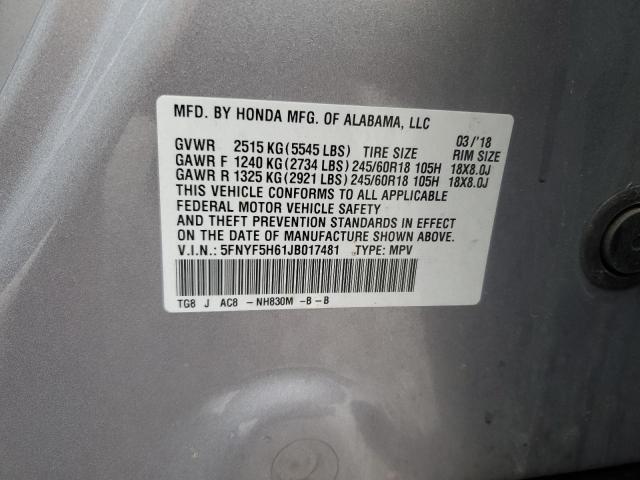 MFD. BY HONDA MFG. OF ALABAMA, LLC
GVWR 2515 KG(5545 LBS) TIRE SIZE 03/'18 RIM SIZE
GAWR F 1240 KG(2734 LBS) 245/60R18 105H 18X8.0J
GAWR R 1325 KG(2921 LBS) 245/60R18 105H 18X8.0J
THIS VEHICLE CONFORMS TO ALL APPLICABLE
FEDERAL MOTOR VEHICLE SAFETY
AND THEFT PREVENTION STANDARDS IN EFFECT
ON THE DATE OF MANUFACTURE SHOWN ABOVE.
V.I.N.: 5FNYF5H61JB017481 TYPE: MPV
TG8 J AC8 -NH830M -B-B